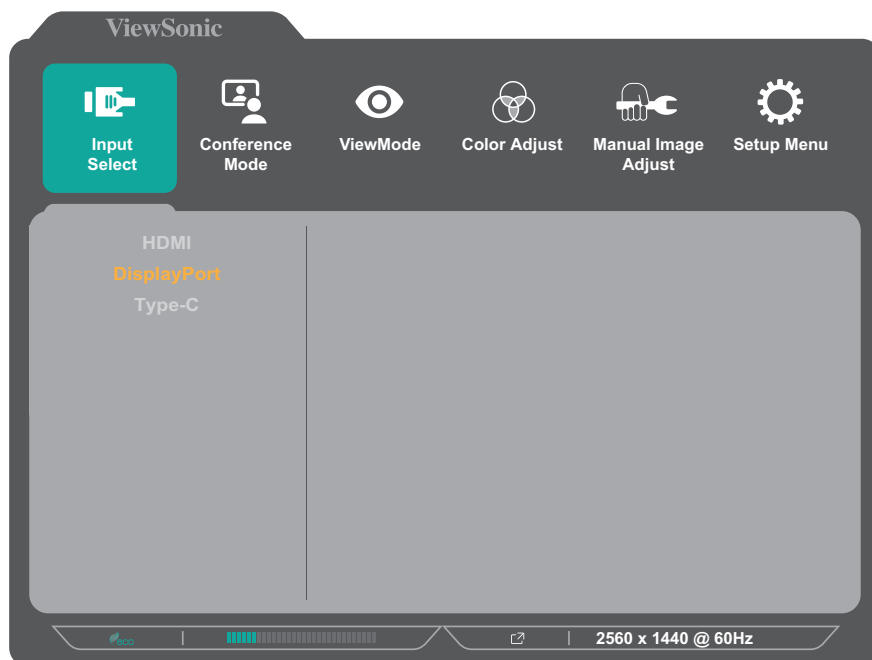 ViewSonic
Input Select
Conference Mode
ViewMode
Color Adjust
Manual Image Adjust
Setup Menu
HDMI
DisplayPort
Type-C
eco
2560 x 1440 @ 60Hz